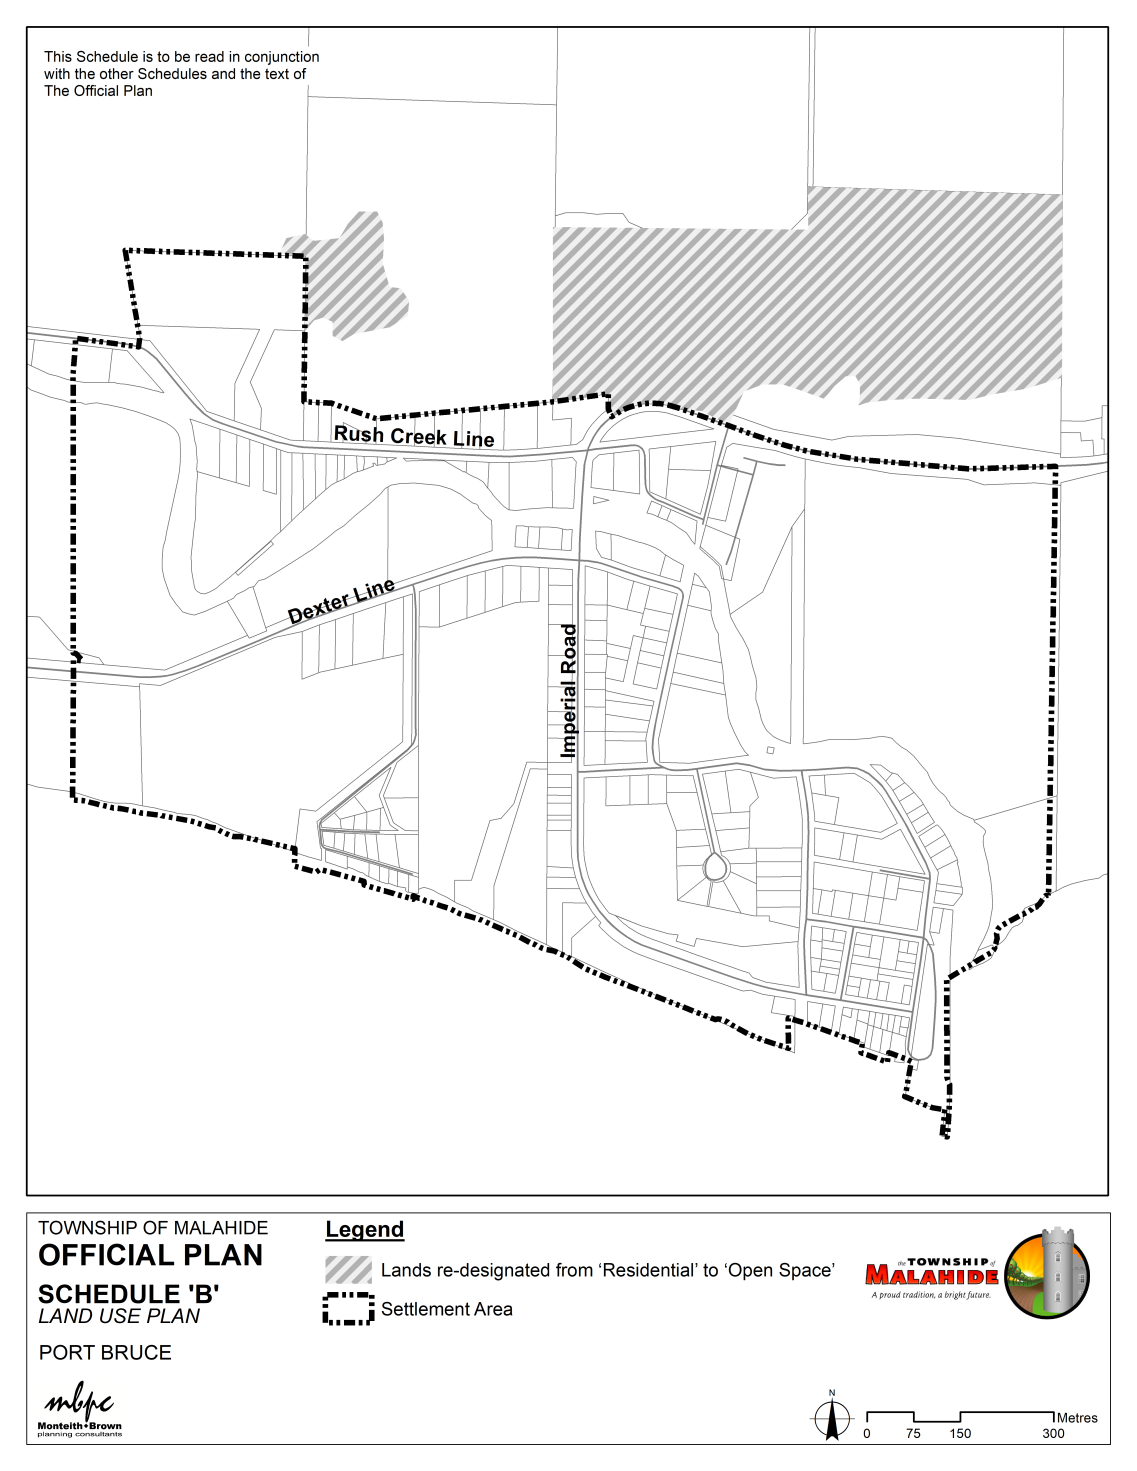 This Schedule is to be read in conjunction
with the other Schedules and the text of
The Official Plan
Rush Creek Line
Dexter Line
Imperial Road
TOWNSHIP OF MALAHIDE
OFFICIAL PLAN
SCHEDULE 'B'
LAND USE PLAN
PORT BRUCE
mbpc
Monteith•Brown
planning consultants
Legend
Lands re-designated from ‘Residential’ to ‘Open Space’
Settlement Area
the TOWNSHIP of
MALAHIDE
A proud tradition, a bright future.
N
Metres
0 75 150 300